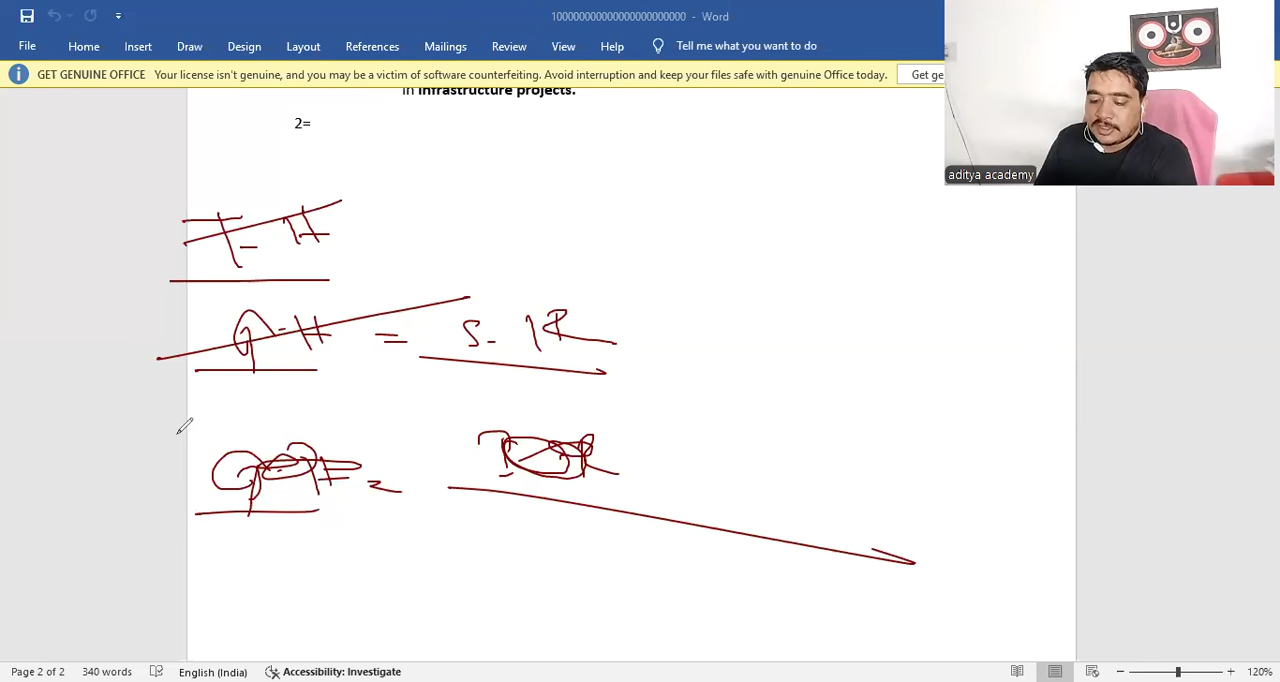 100000000000000000000000 - Word
File Home Insert Draw Design Layout References Mailings Review View Help Tell me what you want to do
GET GENUINE OFFICE Your license isn't genuine, and you may be a victim of software counterfeiting. Avoid interruption and keep your files safe with genuine Office today. Get ge
in infrastructure projects.
2=
aditya academy
Page 2 of 2 340 words English (India) Accessibility: Investigate 120%